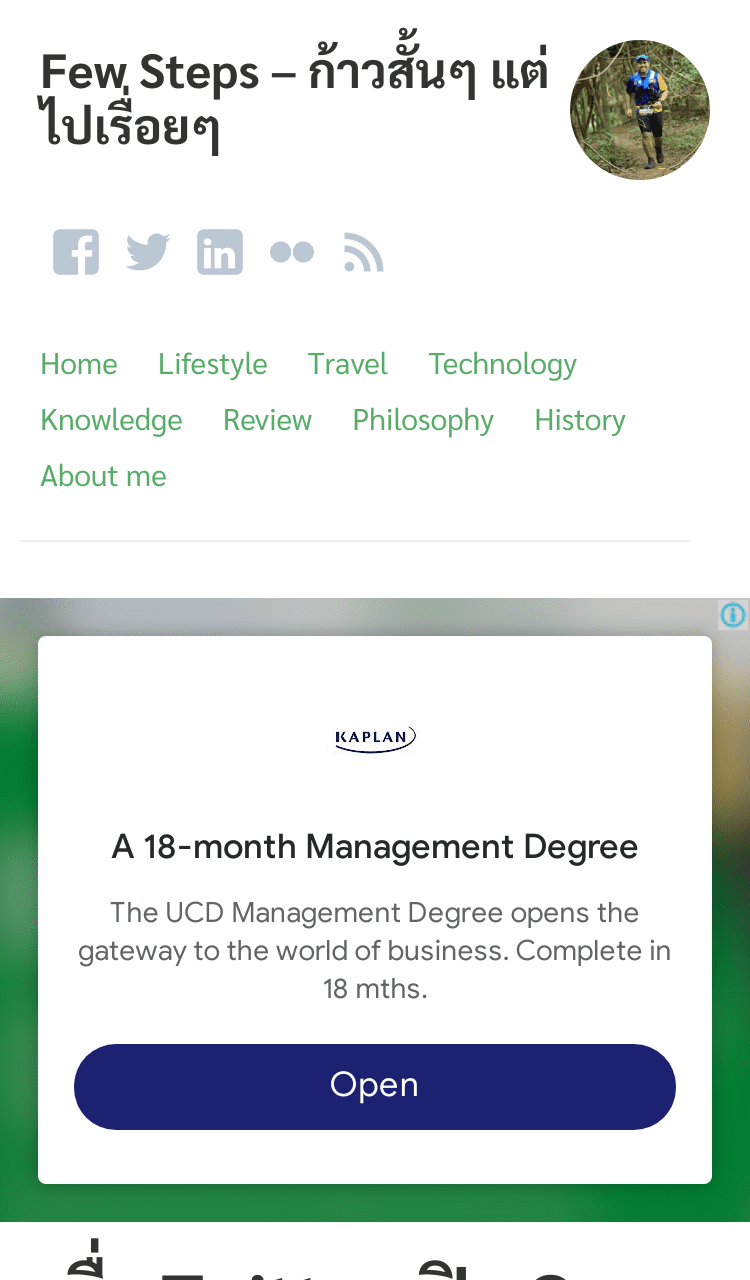 Few Steps – ก้าวสั้นๆ แต่
ไปเรื่อยๆ
Home Lifestyle Travel Technology
Knowledge Review Philosophy History
About me
KAPLAN
A 18-month Management Degree
The UCD Management Degree opens the
gateway to the world of business. Complete in
18 mths.
Open